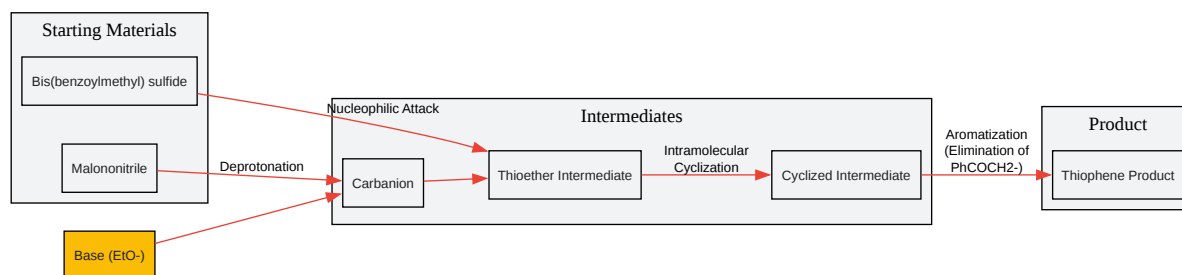 Starting Materials
Bis(benzoylmethyl) sulfide
Malononitrile
Base (EtO-)
Deprotonation
Nucleophilic Attack
Intermediates
Carbanion
Thioether Intermediate
Intramolecular
Cyclization
Cyclized Intermediate
Aromatization
(Elimination of
PhCOCH2-)
Product
Thiophene Product